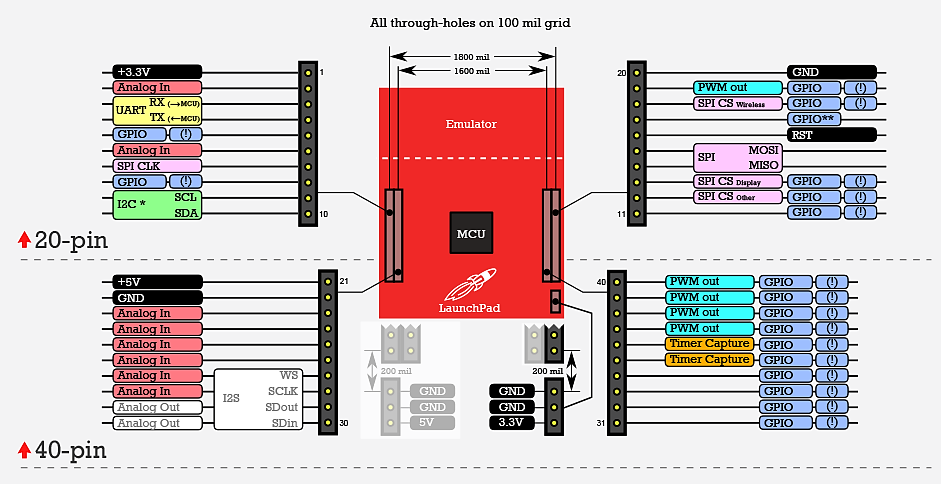 All through-holes on 100 mil grid
1800 mil
1600 mil
+3.3V 1
Analog In
UART RX (→MCU)
TX (←MCU)
GPIO (!)
Analog In
SPI CLK
GPIO (!)
I2C * SCL
SDA 10
20-pin
Emulator
MCU
LaunchPad
20 GND
PWM out GPIO (!)
SPI CS Wireless GPIO (!)
GPIO**
RST
SPI MOSI
MISO
SPI CS Display GPIO (!)
SPI CS Other GPIO (!)
11 GPIO (!)
+5V 21
GND
Analog In
Analog In
Analog In
Analog In
Analog In WS
Analog In I2S SCLK
Analog Out SDout
Analog Out SDin 30
40-pin
200 mil
GND
GND
5V
200 mil
GND
GND
3.3V
40 PWM out GPIO (!)
PWM out GPIO (!)
PWM out GPIO (!)
PWM out GPIO (!)
Timer Capture GPIO (!)
Timer Capture GPIO (!)
GPIO (!)
GPIO (!)
GPIO (!)
31 GPIO (!)